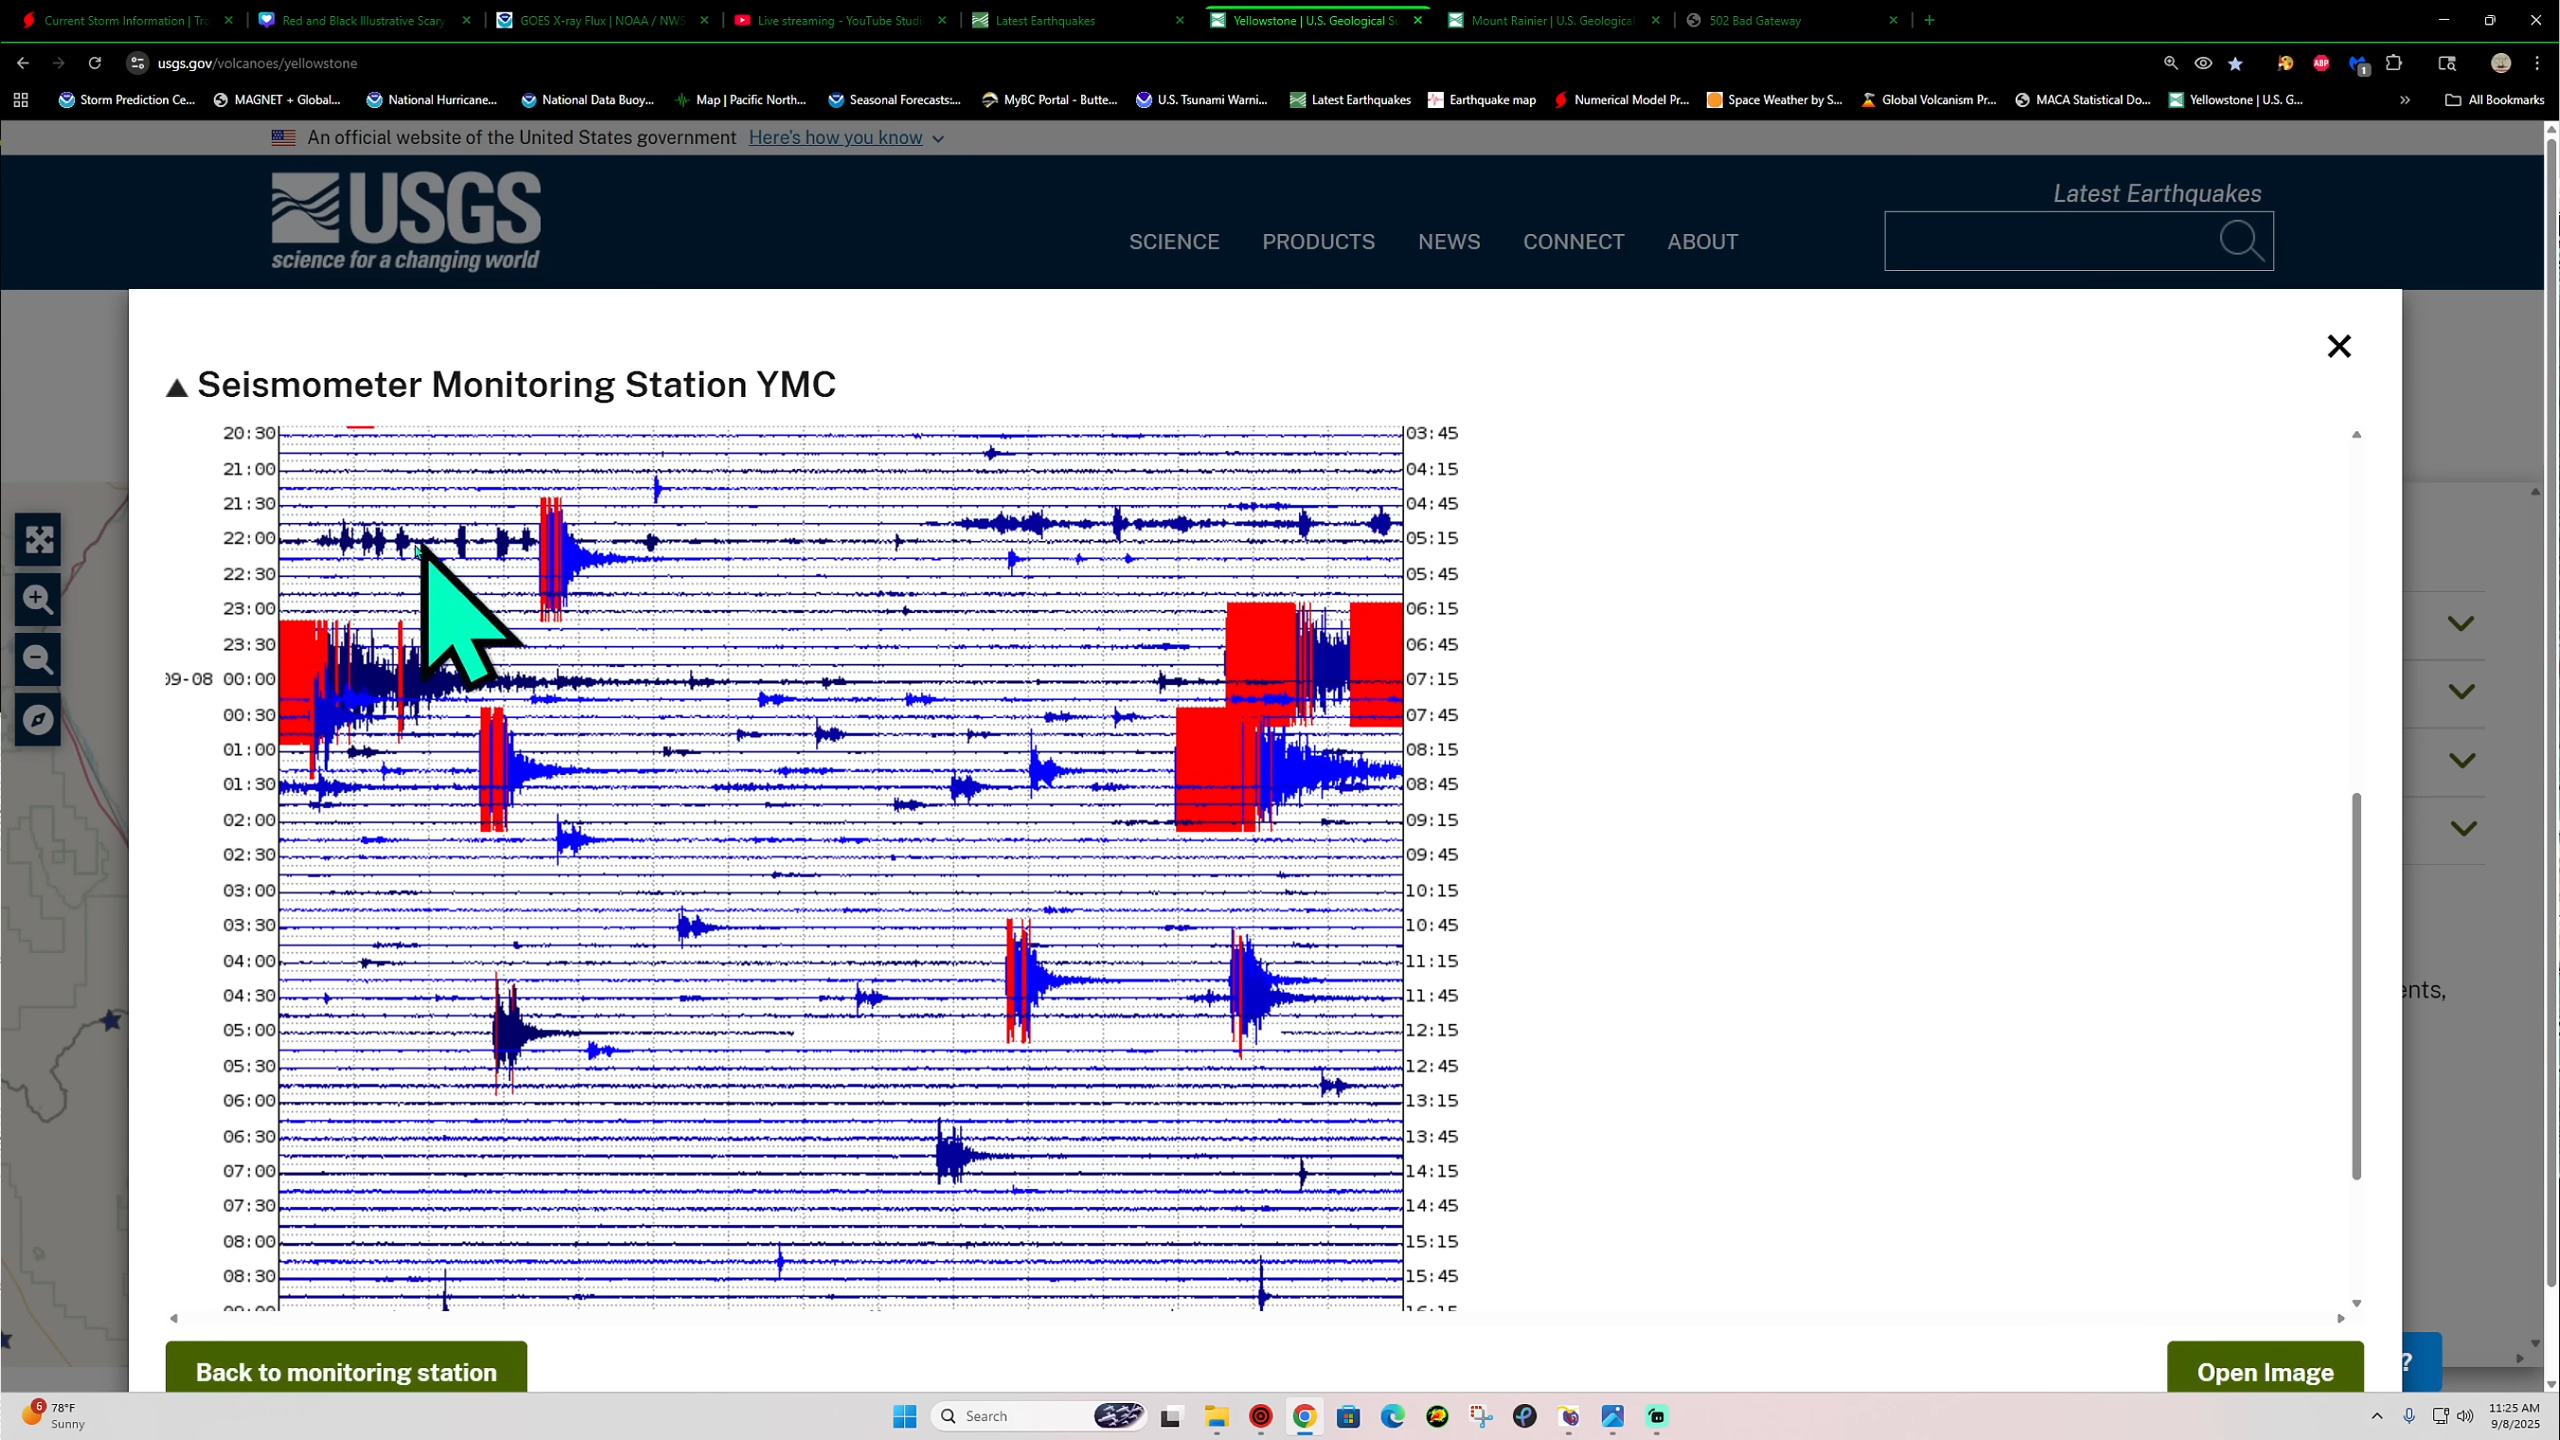 Current Storm Information | Tro
Red and Black Illustrative Scary
GOES X-ray Flux | NOAA / NWS
Live streaming - YouTube Studi
Latest Earthquakes
Yellowstone | U.S. Geological Su
Mount Rainier | U.S. Geological
502 Bad Gateway
usgs.gov/volcanoes/yellowstone
Storm Prediction Ce...
MAGNET + Global...
National Hurricane...
National Data Buoy...
Map | Pacific North...
Seasonal Forecasts:...
MyBC Portal - Butte...
U.S. Tsunami Warni...
Latest Earthquakes
Earthquake map
Numerical Model Pr...
Space Weather by S...
Global Volcanism Pr...
MACA Statistical Do...
Yellowstone | U.S. G...
All Bookmarks
An official website of the United States government Here's how you know
USGS
science for a changing world
Latest Earthquakes
SCIENCE PRODUCTS NEWS CONNECT ABOUT
Seismometer Monitoring Station YMC
20:30 03:45
21:00 04:15
21:30 04:45
22:00 05:15
22:30 05:45
23:00 06:15
23:30 06:45
09-08 00:00 07:15
00:30 07:45
01:00 08:15
01:30 08:45
02:00 09:15
02:30 09:45
03:00 10:15
03:30 10:45
04:00 11:15
04:30 11:45
05:00 12:15
05:30 12:45
06:00 13:15
06:30 13:45
07:00 14:15
07:30 14:45
08:00 15:15
08:30 15:45
09:00 16:15
ents,
Back to monitoring station
Open Image
?
6
78°F
Sunny
Search
11:25 AM
9/8/2025
ABP
1